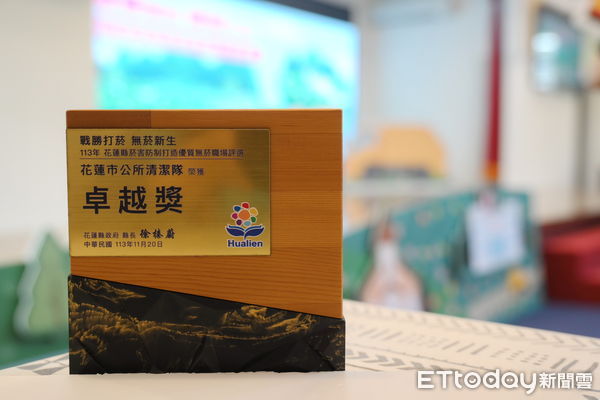 戰勝打菸 無菸新生
113年 花蓮縣菸害防制打造優質無菸職場評選
花蓮市公所清潔隊 榮獲
卓越獎
Hualien
花蓮縣政府 縣長 徐榛蔚
中華民國 113年11月20日
ETtoday新聞雲